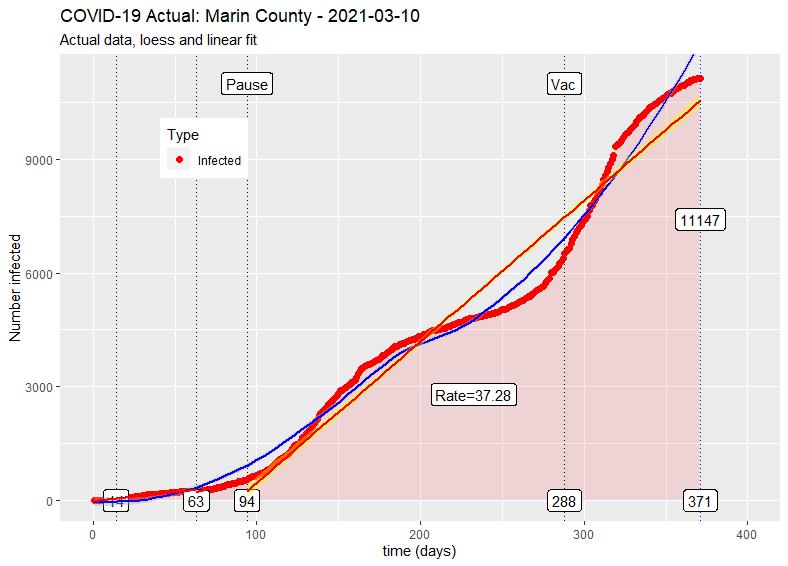 COVID-19 Actual: Marin County - 2021-03-10
Actual data, loess and linear fit
Pause
Vac
Type
Infected
9000
11147
6000
Number infected
3000
Rate=37.28
0
14
63
94
288
371
0
100
200
300
400
time (days)